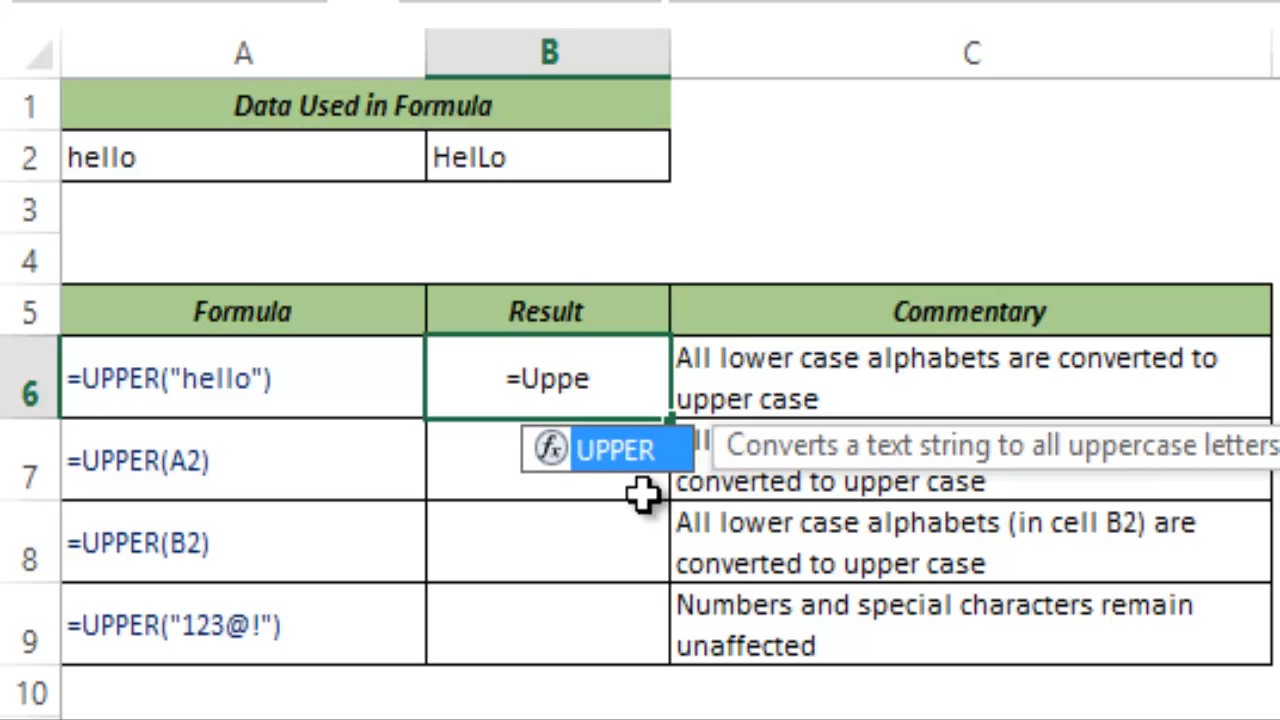 A B C
1 Data Used in Formula
2 hello HelLo
3
4
5 Formula Result Commentary
6 =UPPER("hello") =Uppe All lower case alphabets are converted to
upper case
UPPER Converts a text string to all uppercase letters
7 =UPPER(A2) converted to upper case
8 =UPPER(B2) All lower case alphabets (in cell B2) are
converted to upper case
9 =UPPER("123@!") Numbers and special characters remain
unaffected
10